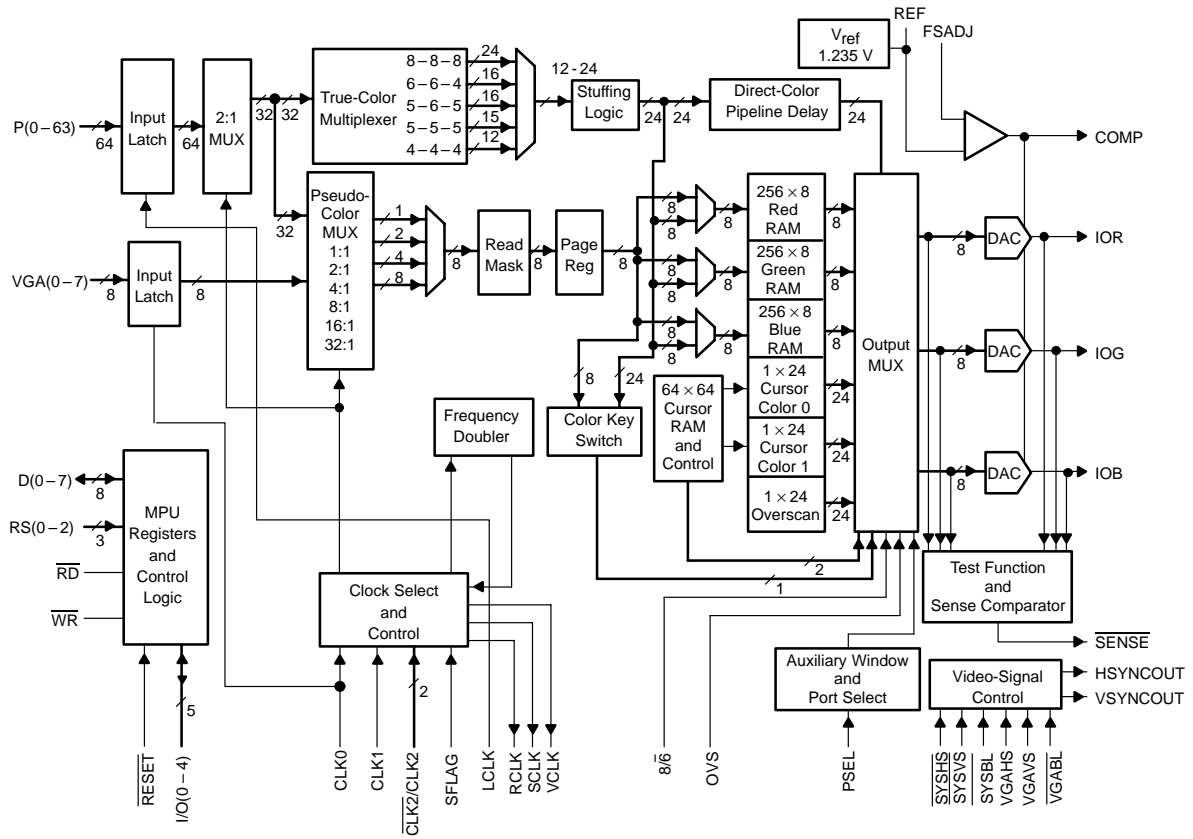 REF
FSADJ
Vref
1.235 V
P(0–63)
64
Input
Latch
64
2:1
MUX
32
32
True-Color
Multiplexer
8–8–8
6–6–4
5–6–5
5–5–5
4–4–4
24
16
16
15
12
12-24
Stuffing
Logic
24
24
Direct-Color
Pipeline Delay
24
COMP
32
VGA(0–7)
8
Input
Latch
8
Pseudo-
Color
MUX
1:1
2:1
4:1
8:1
16:1
32:1
1
2
4
8
8
Read
Mask
8
Page
Reg
8
8
8
8
8
8
8
8
8
8
256 × 8
Red
RAM
256 × 8
Green
RAM
256 × 8
Blue
RAM
1 × 24
Cursor
Color 0
1 × 24
Cursor
Color 1
1 × 24
Overscan
8
8
8
24
24
24
Output
MUX
8
DAC
IOR
8
DAC
IOG
8
DAC
IOB
8
24
Color Key
Switch
64 × 64
Cursor
RAM
and
Control
Frequency
Doubler
D(0–7)
8
RS(0–2)
3
RD
WR
MPU
Registers
and
Control
Logic
Clock Select
and
Control
2
1
Test Function
and
Sense Comparator
SENSE
Auxiliary Window
and
Port Select
Video-Signal
Control
HSYNCOUT
VSYNCOUT
5
2
RESET
I/O(0–4)
CLK0
CLK1
CLK2/CLK2
SFLAG
LCLK
RCLK
SCLK
VCLK
8/6
OVS
PSEL
SYSHS
SYSVS
SYSBL
VGAHS
VGAVS
VGABL